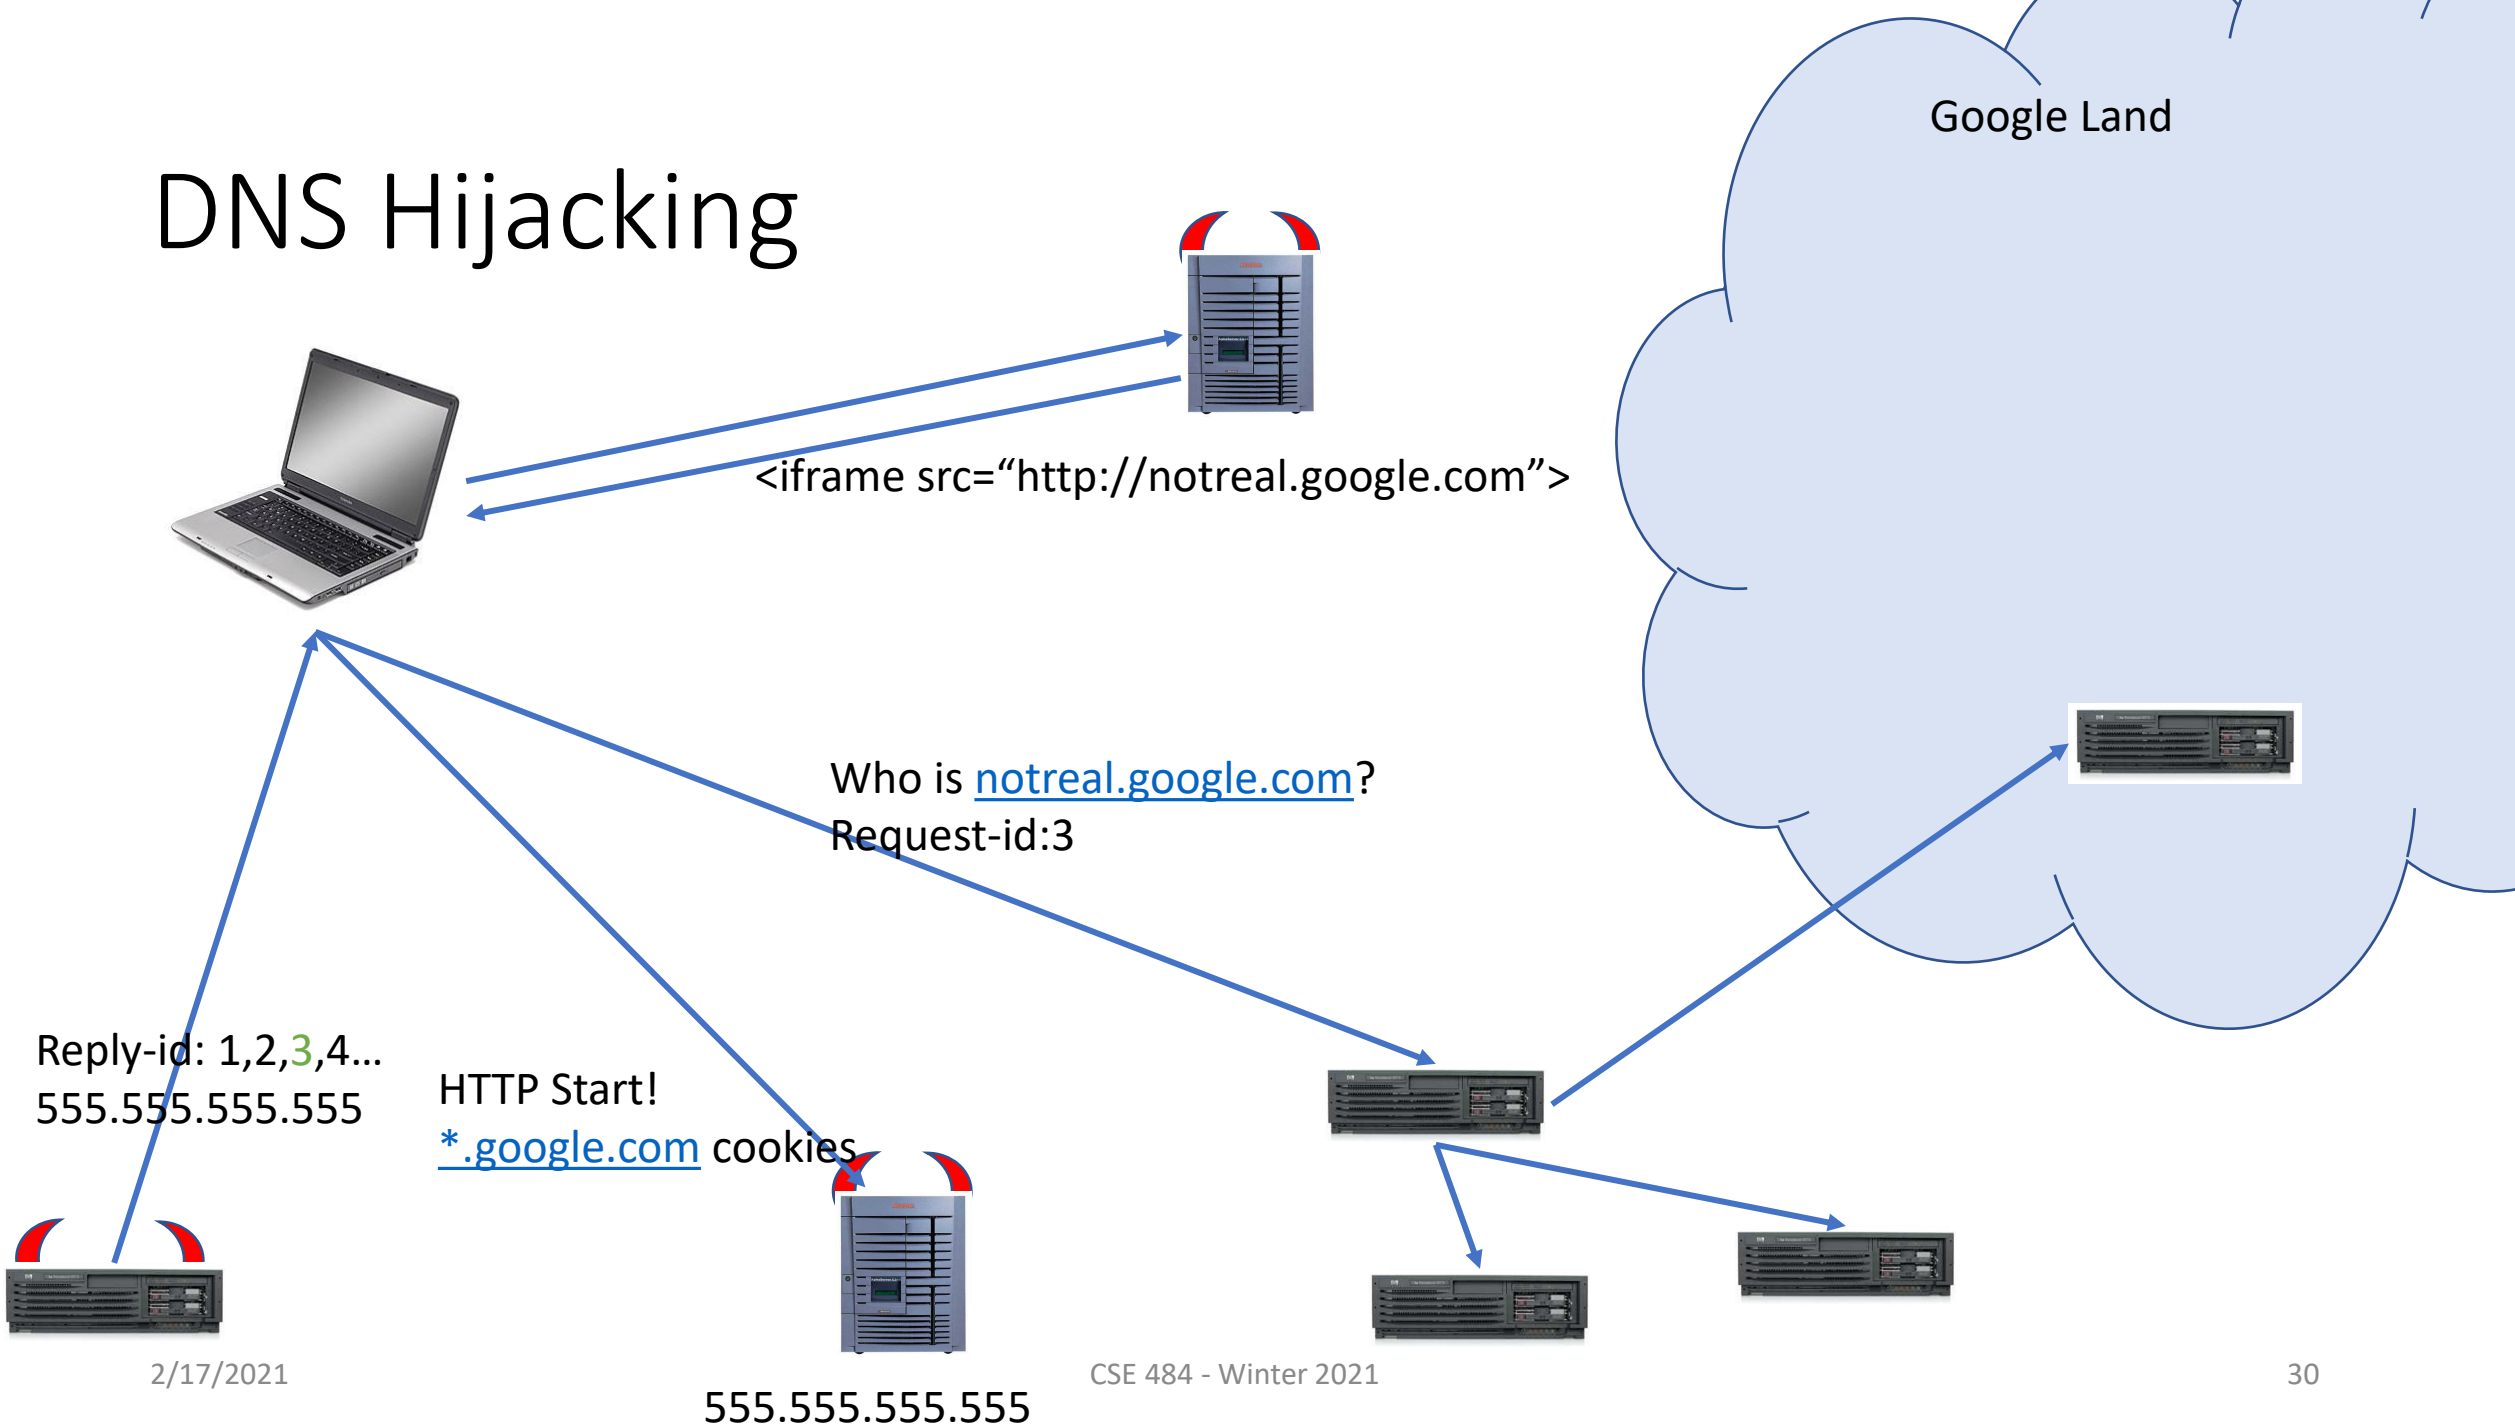 Google Land
DNS Hijacking
<iframe src=“http://notreal.google.com”>
Who is notreal.google.com?
Request-id:3
Reply-id: 1,2,3,4…
555.555.555.555
HTTP Start!
*.google.com cookies
2/17/2021
CSE 484 - Winter 2021
30
555.555.555.555